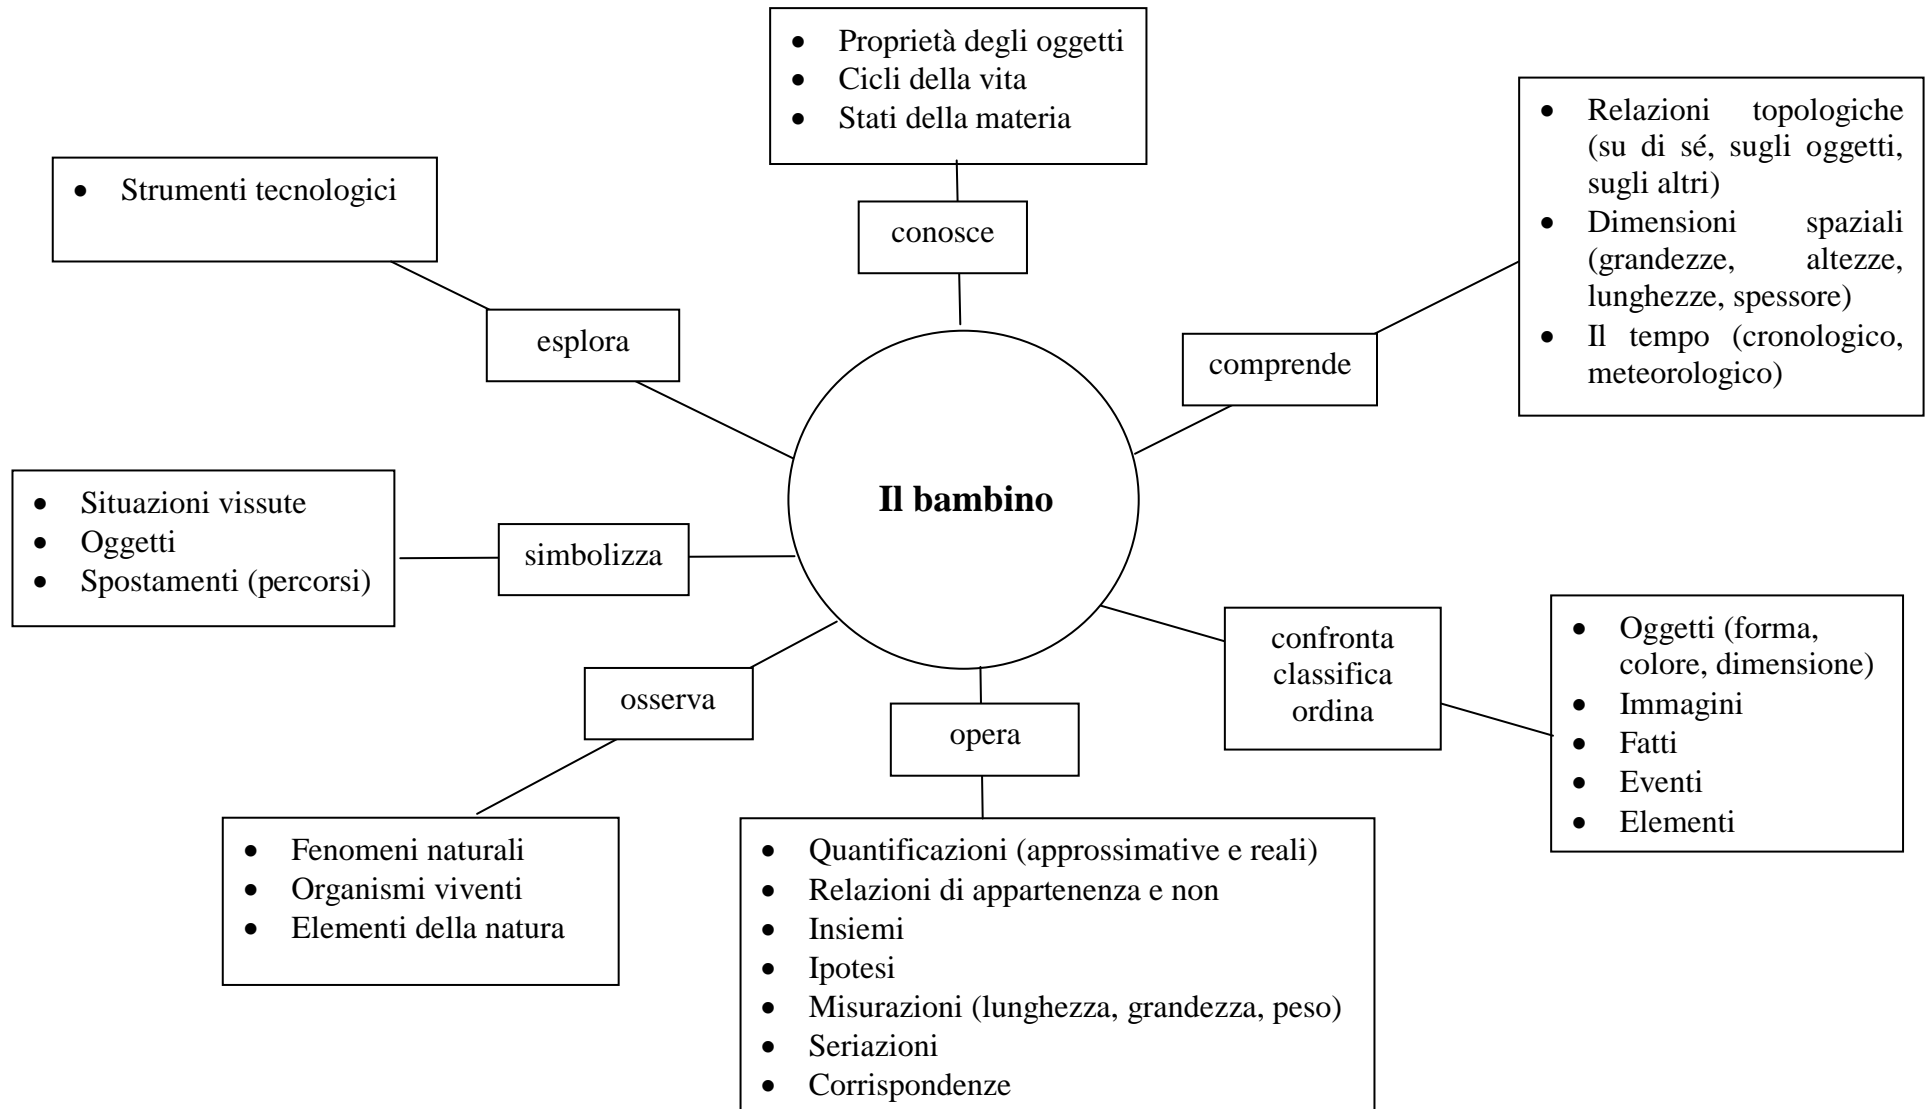 • Proprietà degli oggetti
• Cicli della vita
• Stati della materia
conosce
• Relazioni topologiche
(su di sé, sugli oggetti,
sugli altri)
• Dimensioni spaziali
(grandezze, altezze,
lunghezze, spessore)
• Il tempo (cronologico,
meteorologico)
comprende
• Strumenti tecnologici
esplora
Il bambino
• Situazioni vissute
• Oggetti
• Spostamenti (percorsi)
simbolizza
confronta
classifica
ordina
• Oggetti (forma,
colore, dimensione)
• Immagini
• Fatti
• Eventi
• Elementi
osserva
• Fenomeni naturali
• Organismi viventi
• Elementi della natura
opera
• Quantificazioni (approssimative e reali)
• Relazioni di appartenenza e non
• Insiemi
• Ipotesi
• Misurazioni (lunghezza, grandezza, peso)
• Seriazioni
• Corrispondenze